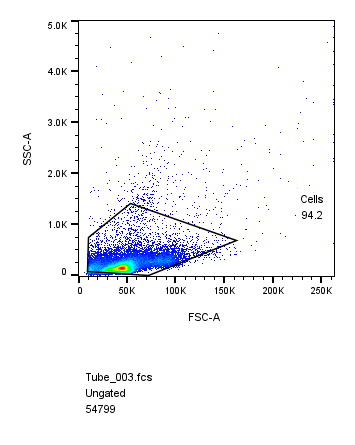 5.0K
4.0K
3.0K
2.0K
1.0K
0
SSC-A
Cells
94.2
0 50K 100K 150K 200K 250K
FSC-A
Tube_003.fcs
Ungated
54799